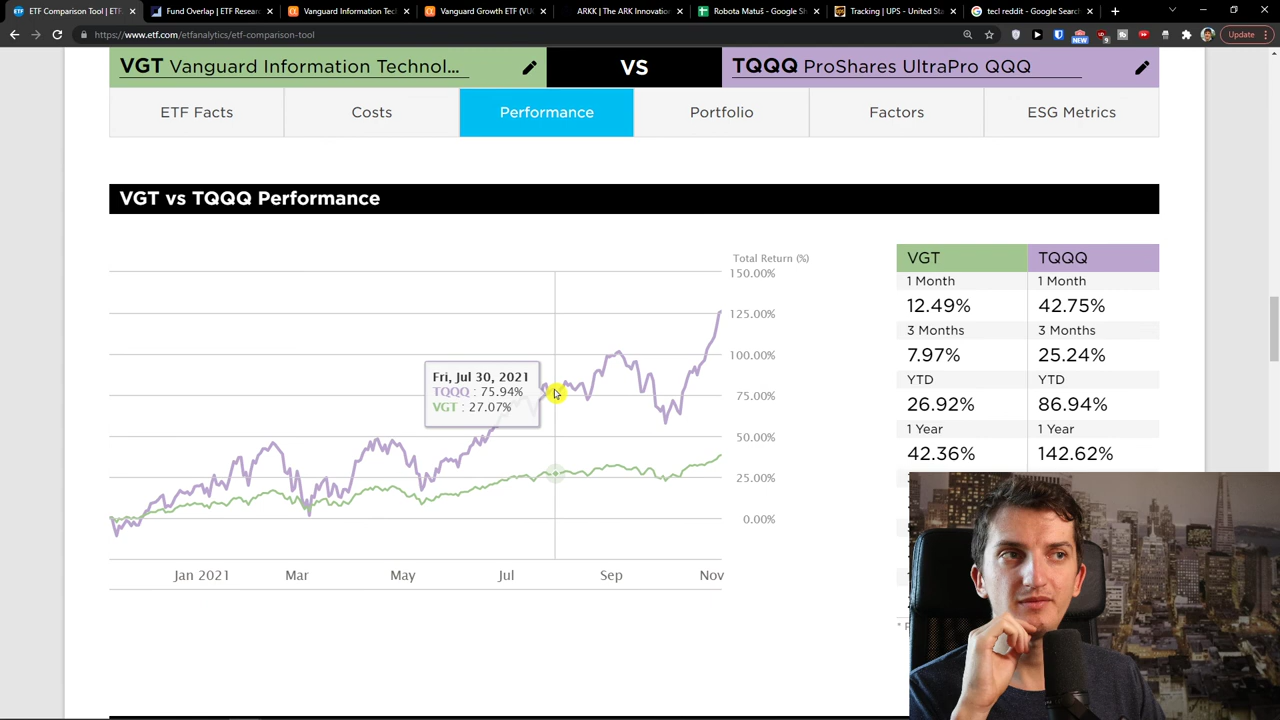 ETF Comparison Tool | ETF.
Fund Overlap | ETF Resear
Vanguard Information Tec
Vanguard Growth ETF (VU
ARKK | The ARK Innovation
Robota Matuš - Google Sh
Tracking | UPS - United Sta
tecl reddit - Google Searc
https://www.etf.com/etfanalytics/etf-comparison-tool
NEW
9
Update
VGT Vanguard Information Technol...
VS
TQQQ ProShares UltraPro QQQ
ETF Facts
Costs
Performance
Portfolio
Factors
ESG Metrics
VGT vs TQQQ Performance
Total Return (%)
150.00%
125.00%
100.00%
75.00%
50.00%
25.00%
0.00%
Fri, Jul 30, 2021
TQQQ : 75.94%
VGT : 27.07%
Jan 2021
Mar
May
Jul
Sep
Nov
VGT
TQQQ
1 Month
1 Month
12.49%
42.75%
3 Months
3 Months
7.97%
25.24%
YTD
YTD
26.92%
86.94%
1 Year
1 Year
42.36%
142.62%